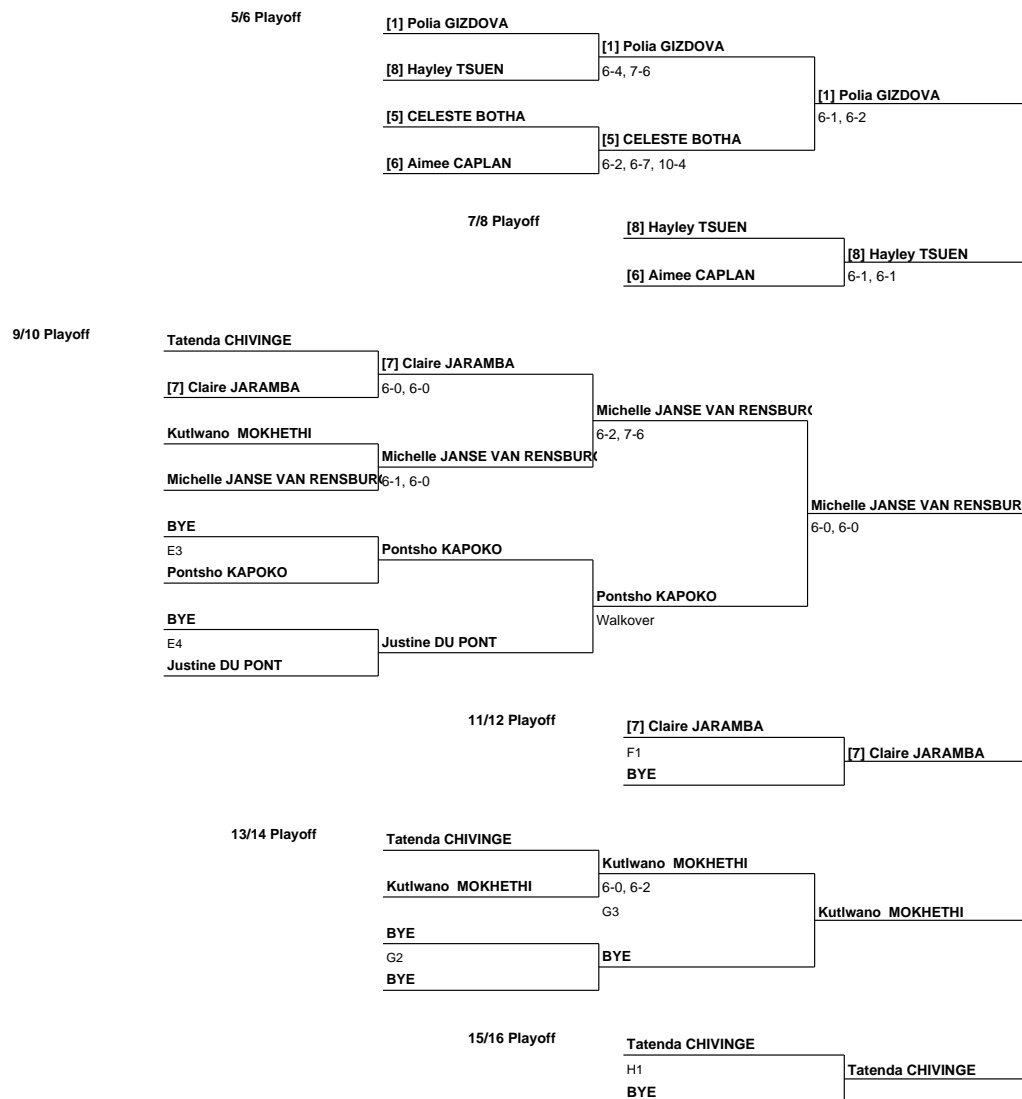 5/6 Playoff
[1] Polia GIZDOVA
[1] Polia GIZDOVA
[8] Hayley TSUEN
6-4, 7-6
[1] Polia GIZDOVA
[5] CELESTE BOTHA
6-1, 6-2
[5] CELESTE BOTHA
[6] Aimee CAPLAN
6-2, 6-7, 10-4
7/8 Playoff
[8] Hayley TSUEN
[8] Hayley TSUEN
[6] Aimee CAPLAN
6-1, 6-1
9/10 Playoff
Tatenda CHIVINGE
[7] Claire JARAMBA
[7] Claire JARAMBA
6-0, 6-0
Michelle JANSE VAN RENSBURG
Kutlwano MOKHETHI
6-2, 7-6
Michelle JANSE VAN RENSBURG
Michelle JANSE VAN RENSBURG
6-1, 6-0
Michelle JANSE VAN RENSBUR
BYE
6-0, 6-0
E3
Pontsho KAPOKO
Pontsho KAPOKO
Pontsho KAPOKO
BYE
Walkover
E4
Justine DU PONT
Justine DU PONT
11/12 Playoff
[7] Claire JARAMBA
F1
[7] Claire JARAMBA
BYE
13/14 Playoff
Tatenda CHIVINGE
Kutlwano MOKHETHI
Kutlwano MOKHETHI
6-0, 6-2
G3
Kutlwano MOKHETHI
BYE
G2
BYE
BYE
15/16 Playoff
Tatenda CHIVINGE
H1
Tatenda CHIVINGE
BYE